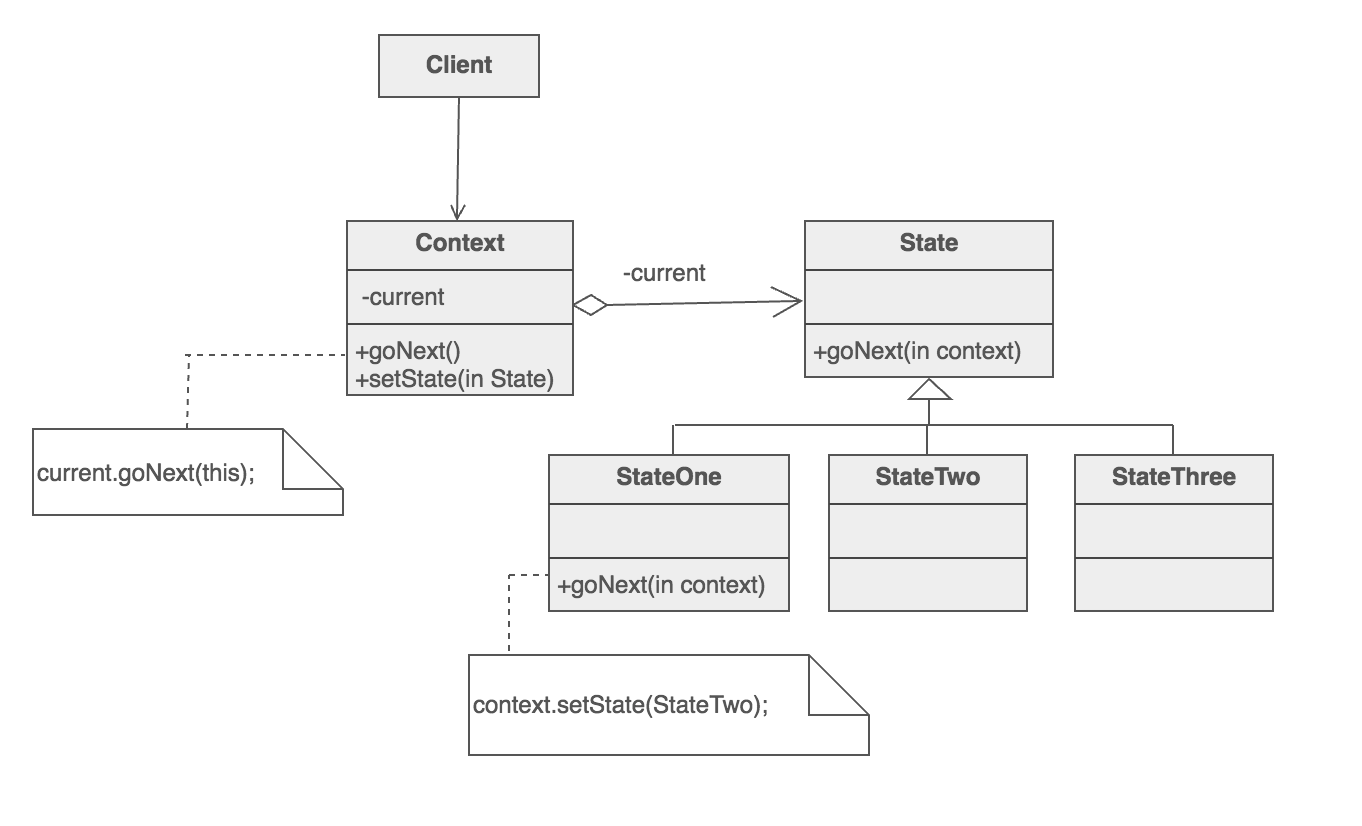 Client
Context
-current
+goNext()
+setState(in State)
-current
State
+goNext(in context)
current.goNext(this);
StateOne
+goNext(in context)
StateTwo
StateThree
context.setState(StateTwo);